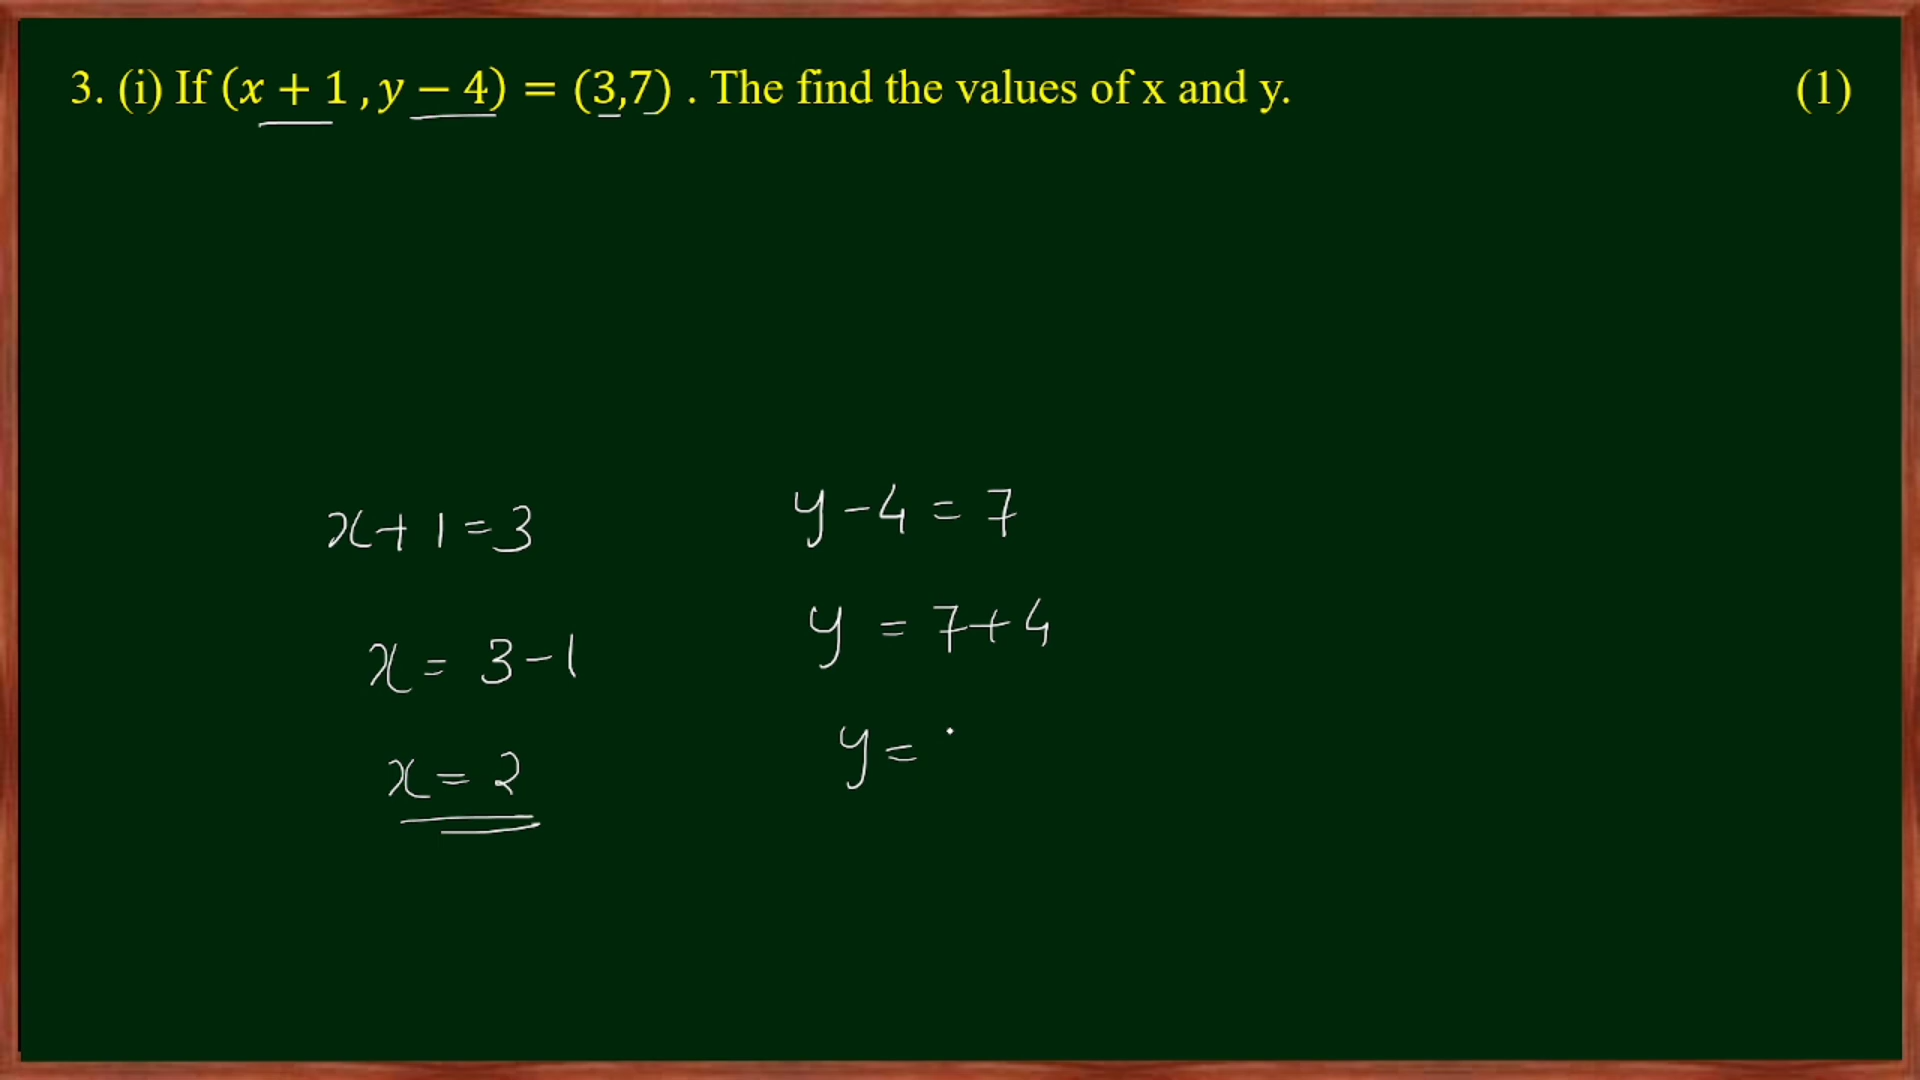 3. (i) If (x + 1 , y − 4) = (3,7) . The find the values of x and y. (1)
x+1=3
x= 3-1
x= 2
y-4=7
y = 7+4
y=